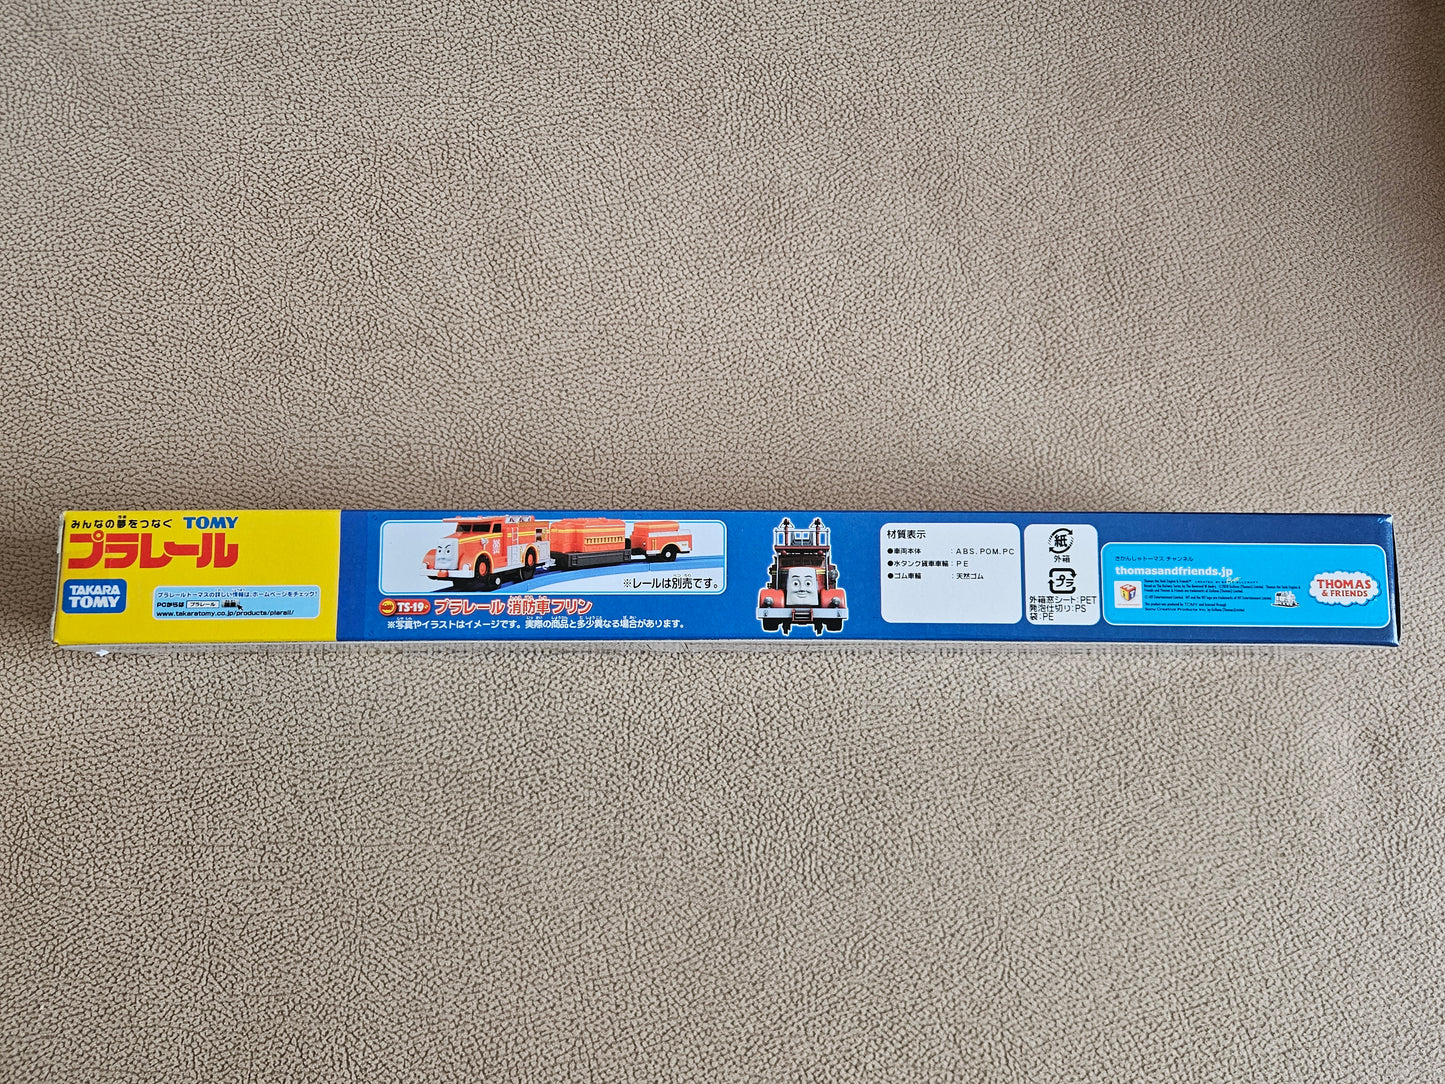 みんなの夢をつなぐ TOMY
プラレール
TAKARA
TOMY
プラレールトーマスの詳しい情報は、ホームページをチェック!
PCからは プラレール 検索
www.takaratomy.co.jp/products/plarail/
※レールは別売です。
TS-19 プラレール 消防車フリン
※写真やイラストはイメージです。実際の商品と多少異なる場合があります。
材質表示
●車両本体 : ABS.POM.PC
●水タンク貨車車輪 : PE
●ゴム車輪 : 天然ゴム
紙
外箱
プラ
外箱窓シート:PET
発泡仕切り:PS
袋:PE
きかんしゃトーマス チャンネル
thomasandfriends.jp
THOMAS
& FRIENDS